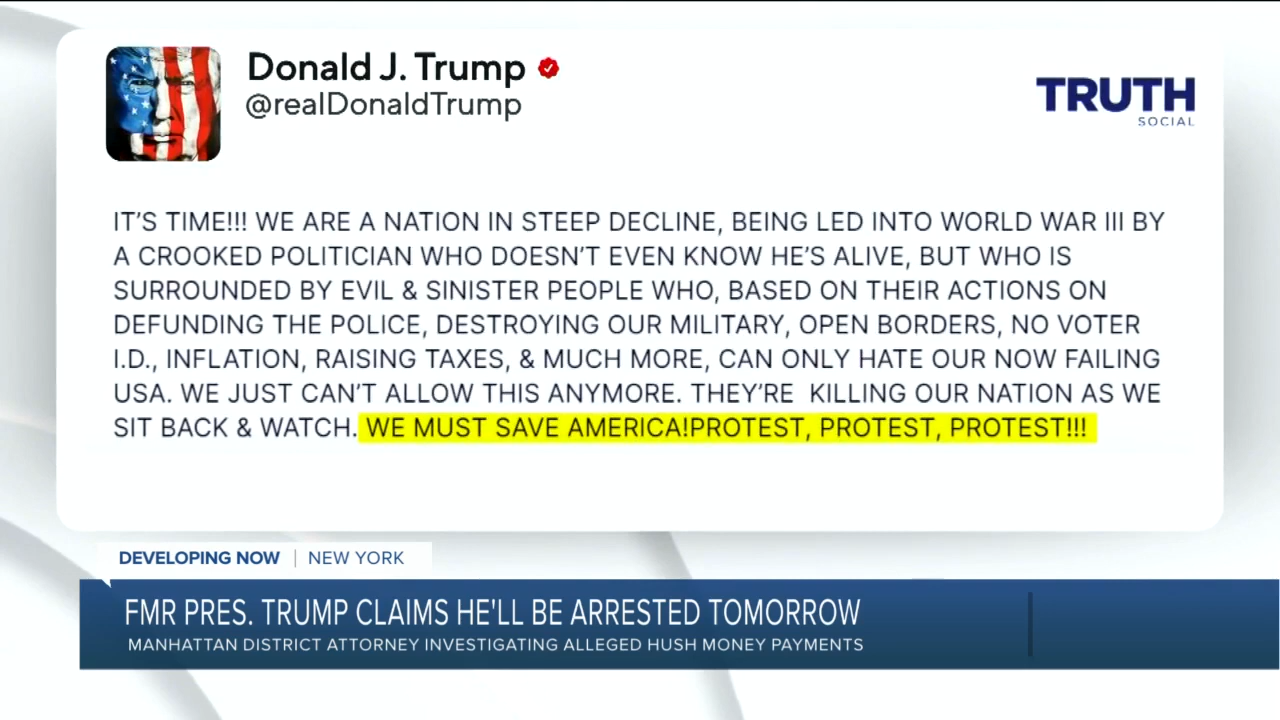 Donald J. Trump
@realDonaldTrump
TRUTH
SOCIAL
IT'S TIME!!! WE ARE A NATION IN STEEP DECLINE, BEING LED INTO WORLD WAR III BY
A CROOKED POLITICIAN WHO DOESN'T EVEN KNOW HE'S ALIVE, BUT WHO IS
SURROUNDED BY EVIL & SINISTER PEOPLE WHO, BASED ON THEIR ACTIONS ON
DEFUNDING THE POLICE, DESTROYING OUR MILITARY, OPEN BORDERS, NO VOTER
I.D., INFLATION, RAISING TAXES, & MUCH MORE, CAN ONLY HATE OUR NOW FAILING
USA. WE JUST CAN'T ALLOW THIS ANYMORE. THEY'RE  KILLING OUR NATION AS WE
SIT BACK & WATCH. WE MUST SAVE AMERICA!PROTEST, PROTEST, PROTEST!!!
DEVELOPING NOW | NEW YORK
FMR PRES. TRUMP CLAIMS HE'LL BE ARRESTED TOMORROW
MANHATTAN DISTRICT ATTORNEY INVESTIGATING ALLEGED HUSH MONEY PAYMENTS